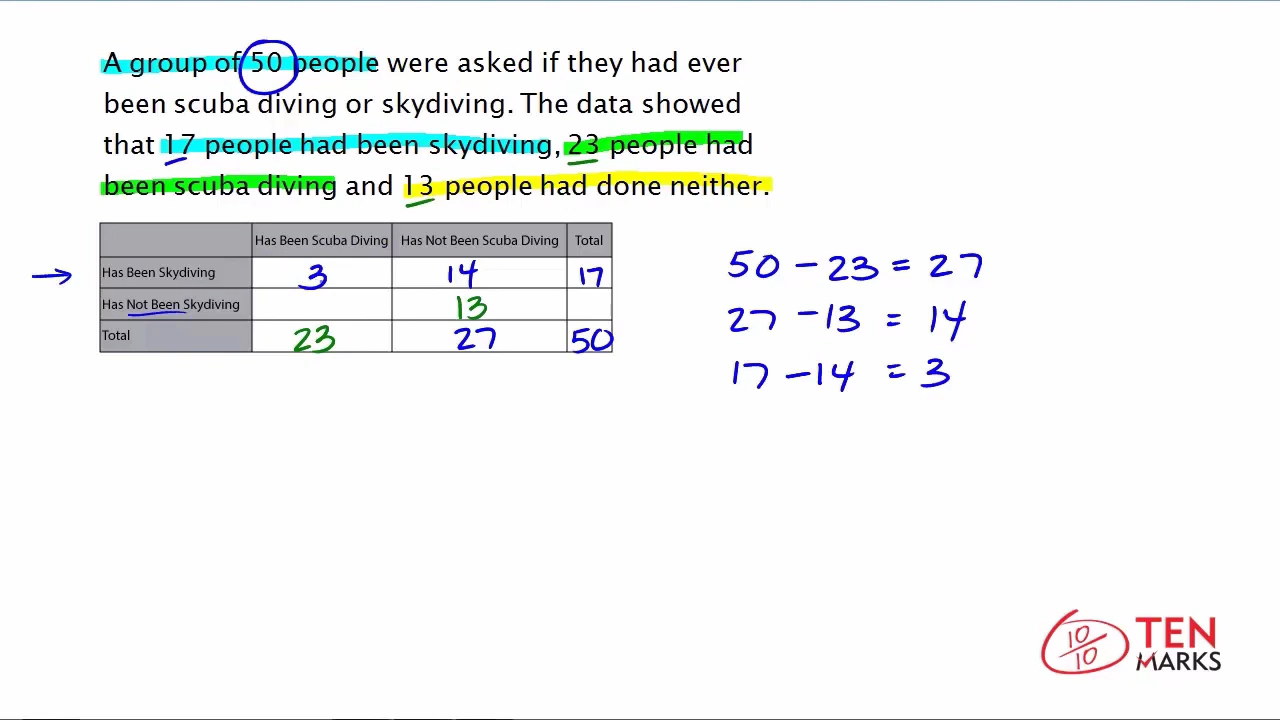 A group of 50 people were asked if they had ever
been scuba diving or skydiving. The data showed
that 17 people had been skydiving, 23 people had
been scuba diving and 13 people had done neither.
Has Been Scuba Diving Has Not Been Scuba Diving Total
Has Been Skydiving 3 14 17
Has Not Been Skydiving 13
Total 23 27 50
50 - 23 = 27
27 - 13 = 14
17 - 14 = 3
10/10 TEN
MARKS